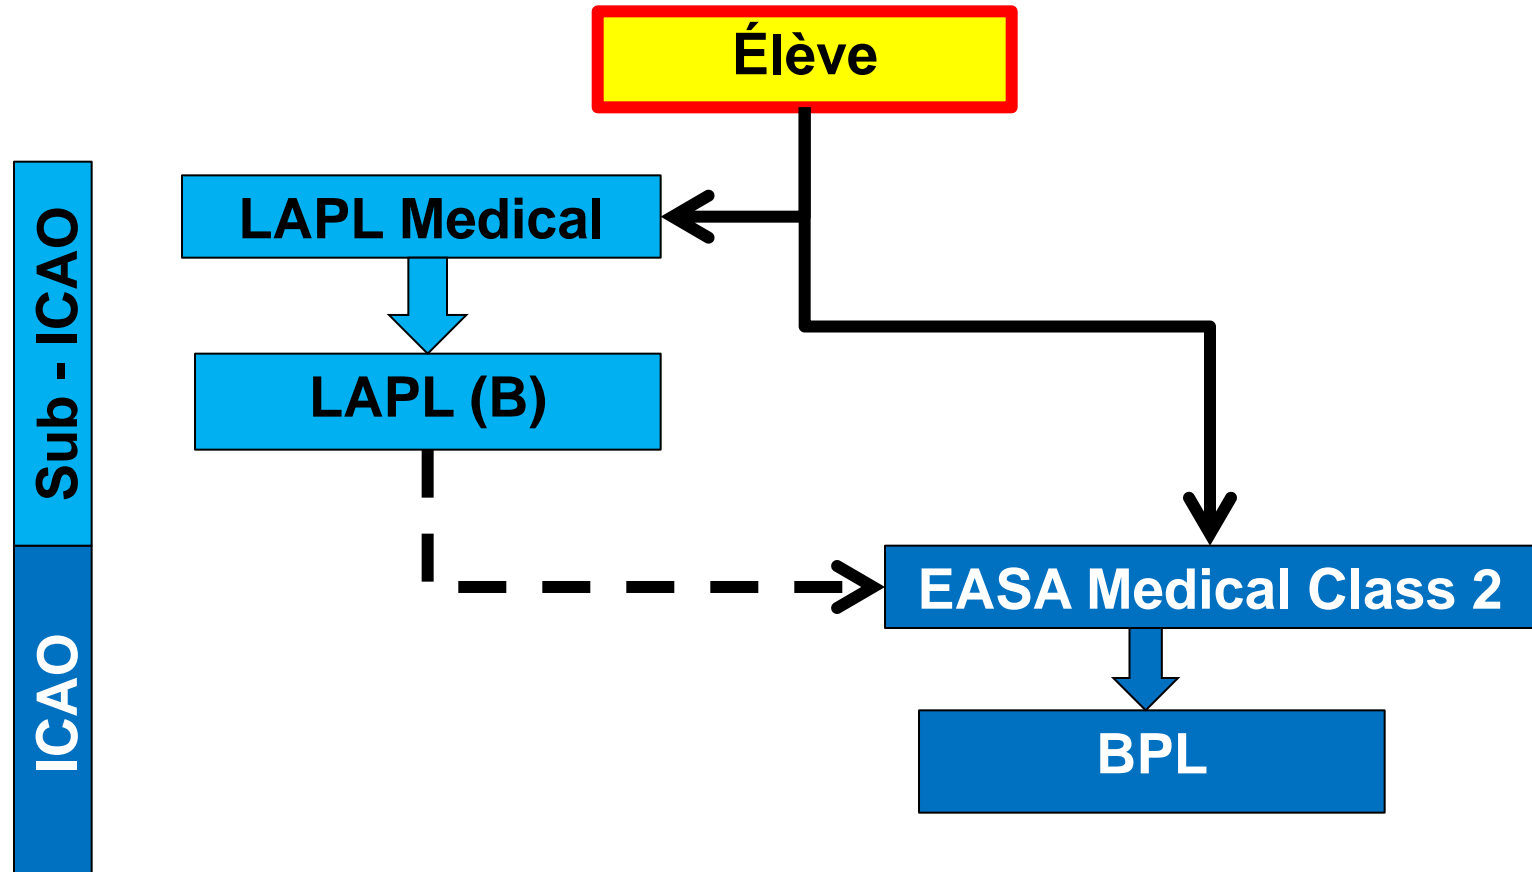 Élève
Sub - ICAO
LAPL Medical
LAPL (B)
ICAO
EASA Medical Class 2
BPL